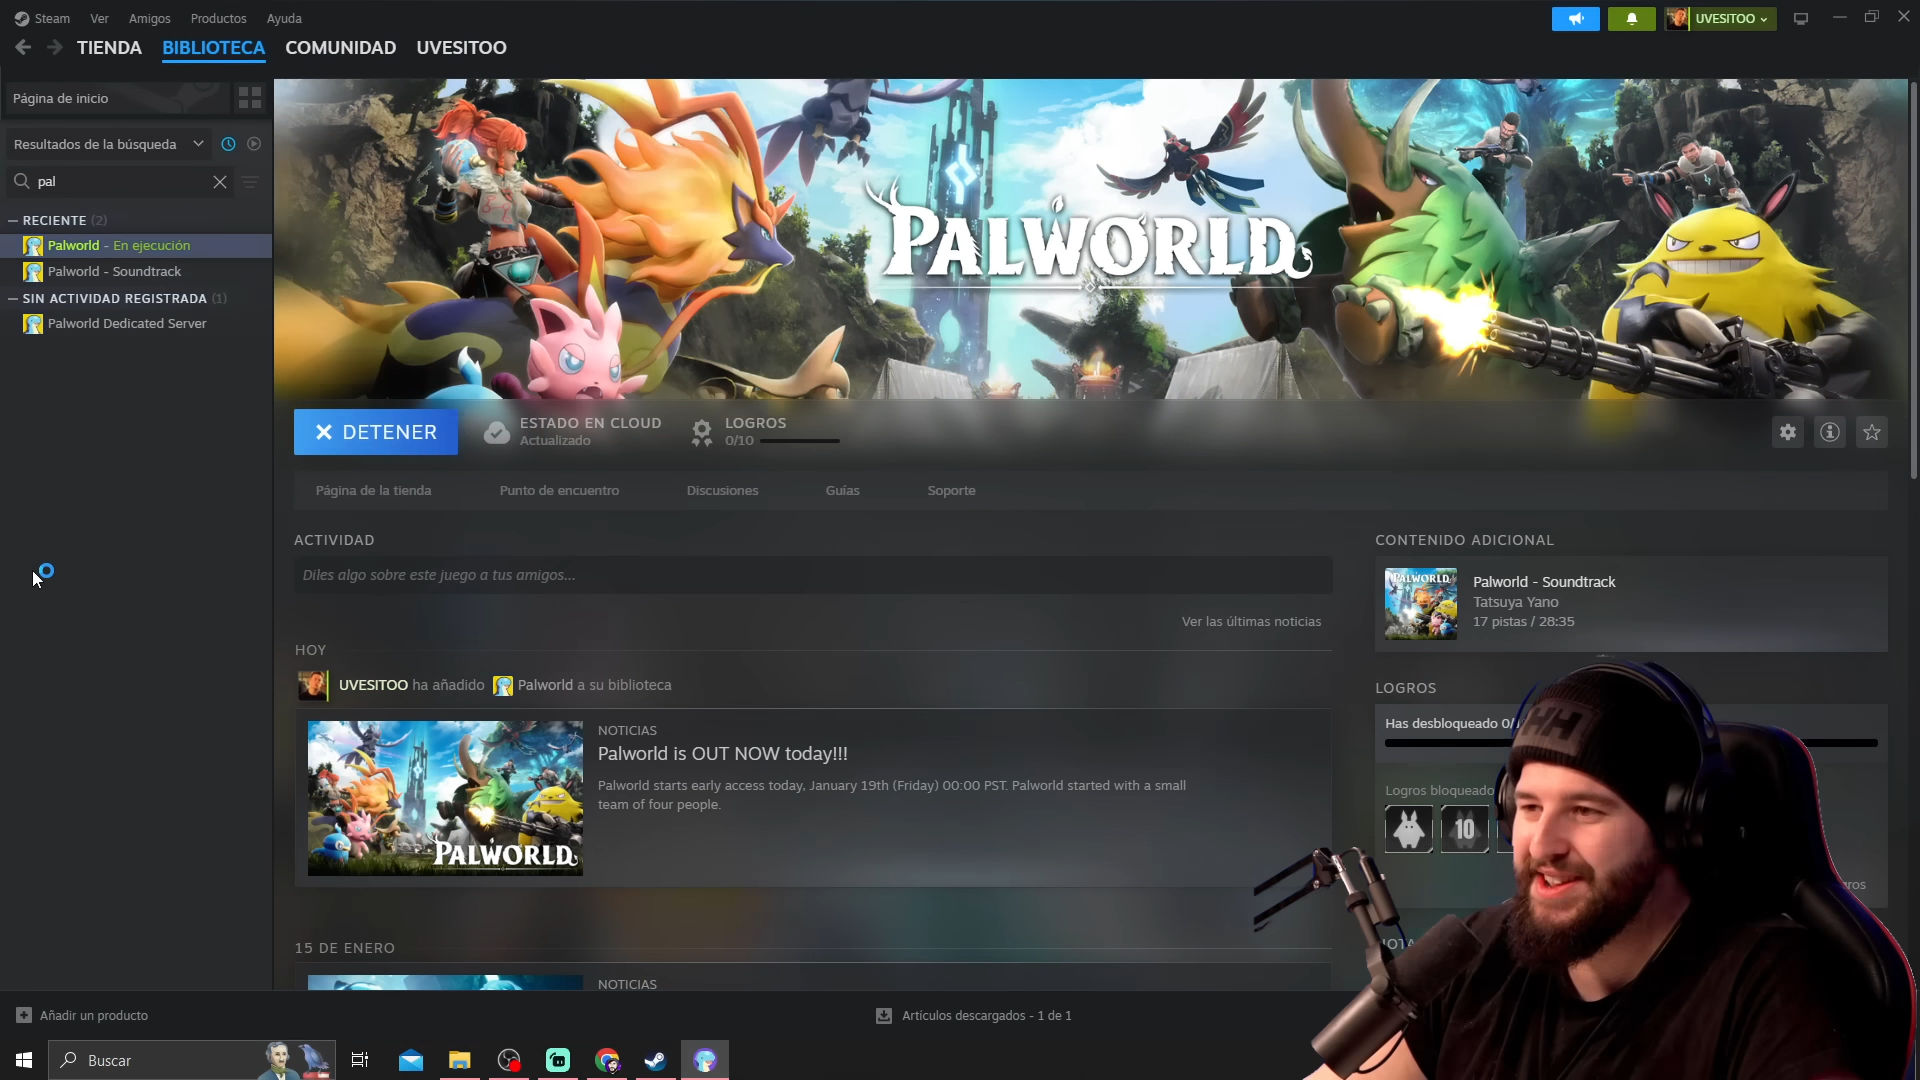 Steam Ver Amigos Productos Ayuda
UVESITOO
TIENDA BIBLIOTECA COMUNIDAD UVESITOO
Página de inicio
Resultados de la búsqueda
pal
— RECIENTE (2)
Palworld - En ejecución
Palworld - Soundtrack
— SIN ACTIVIDAD REGISTRADA (1)
Palworld Dedicated Server
PALWORLD
DETENER
ESTADO EN CLOUD
Actualizado
LOGROS
0/10
Página de la tienda Punto de encuentro Discusiones Guías Soporte
ACTIVIDAD
Diles algo sobre este juego a tus amigos...
Ver las últimas noticias
HOY
UVESITOO ha añadido Palworld a su biblioteca
NOTICIAS
Palworld is OUT NOW today!!!
Palworld starts early access today, January 19th (Friday) 00:00 PST. Palworld started with a small
team of four people.
PALWORLD
15 DE ENERO
NOTICIAS
CONTENIDO ADICIONAL
PALWORLD
Palworld - Soundtrack
Tatsuya Yano
17 pistas / 28:35
LOGROS
Has desbloqueado 0/
Logros bloqueado
10
ros
NOTA
HH
Añadir un producto
Artículos descargados - 1 de 1
Buscar